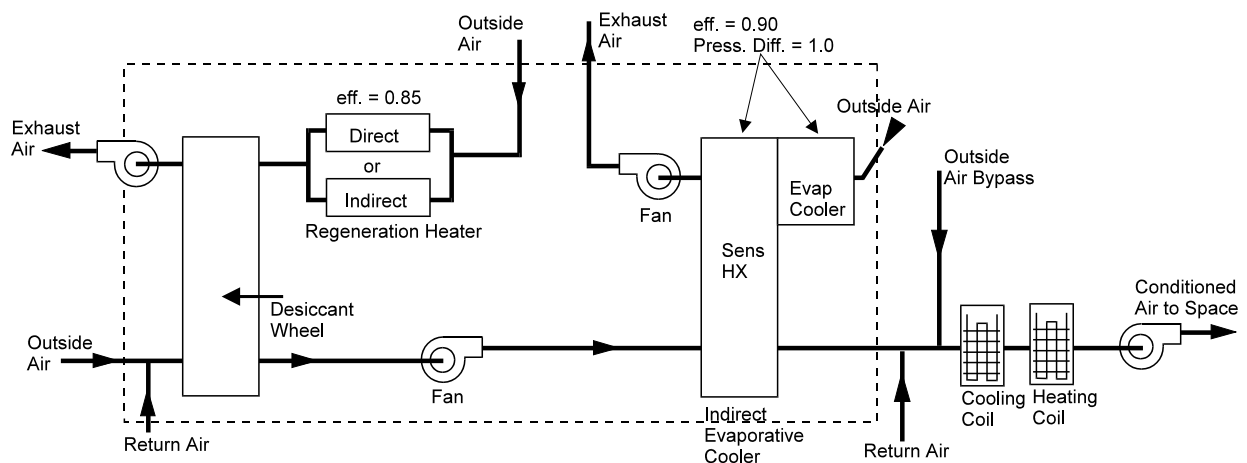 Outside
Air
Exhaust
Air
eff. = 0.90
Press. Diff. = 1.0
eff. = 0.85
Outside Air
Exhaust
Air
Direct
or
Indirect
Regeneration Heater
Outside
Air Bypass
Evap
Cooler
Fan
Sens
HX
Desiccant
Wheel
Conditioned
Air to Space
Outside
Air
Fan
Cooling
Coil
Heating
Coil
Return Air
Indirect
Evaporative
Cooler
Return Air